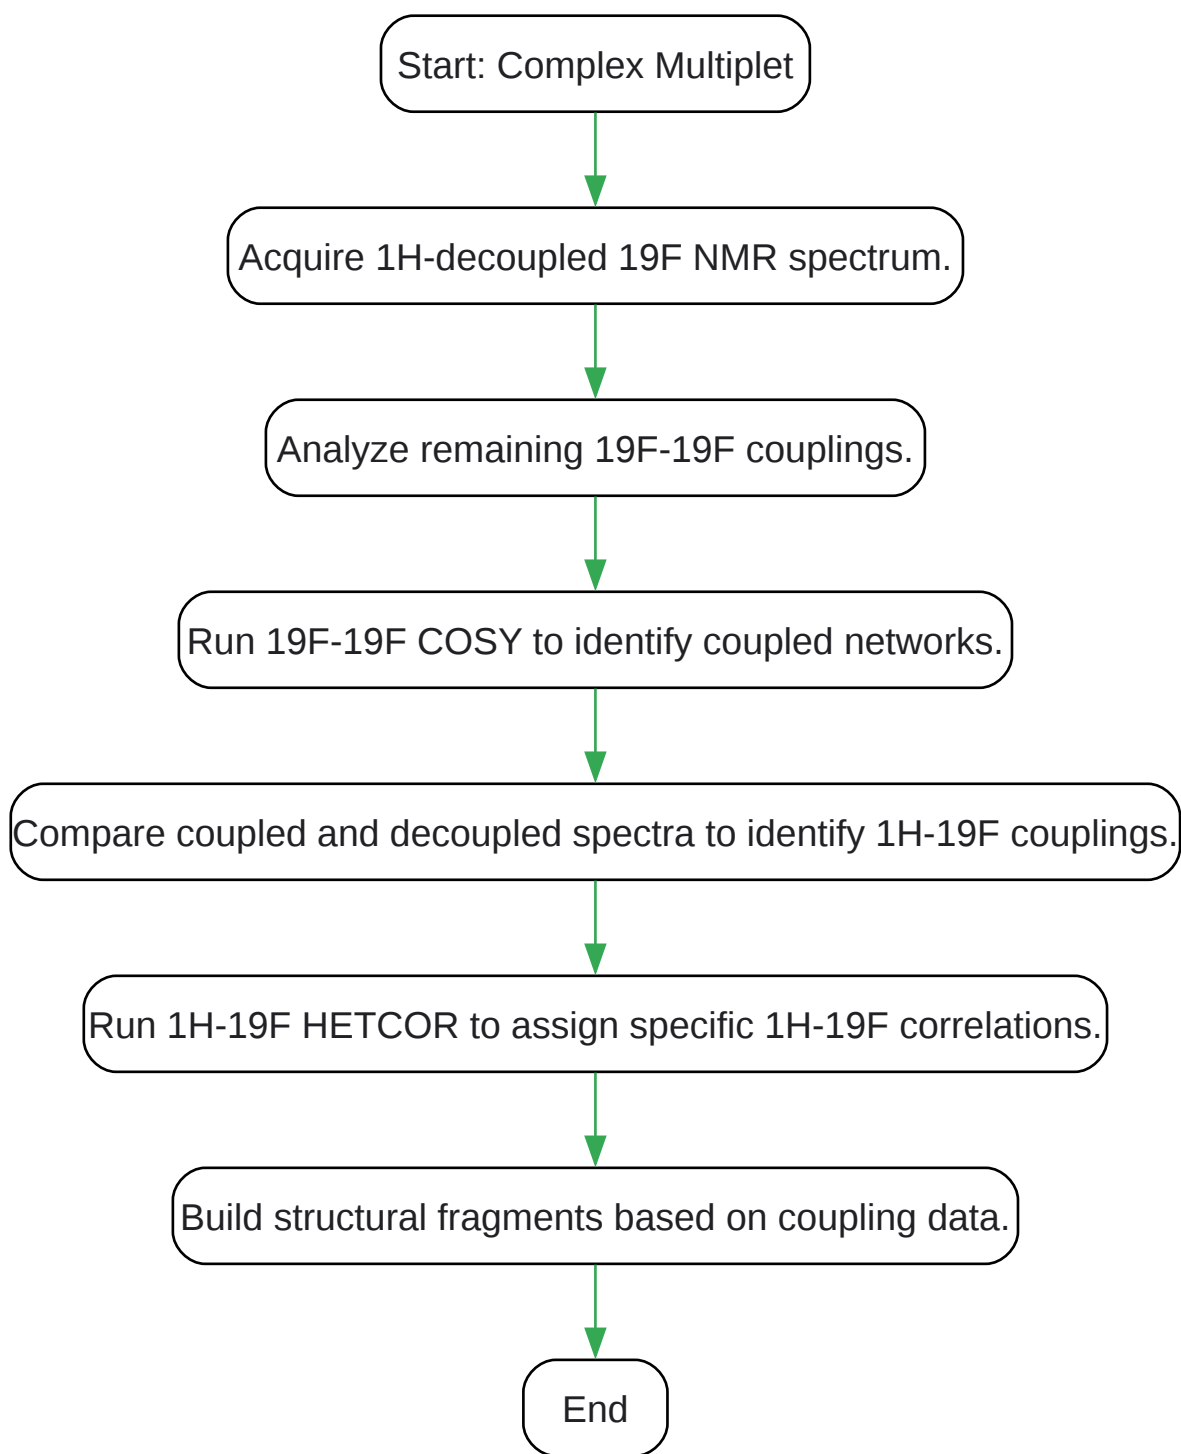 Start: Complex Multiplet
Acquire 1H-decoupled 19F NMR spectrum.
Analyze remaining 19F-19F couplings.
Run 19F-19F COSY to identify coupled networks.
Compare coupled and decoupled spectra to identify 1H-19F couplings.
Run 1H-19F HETCOR to assign specific 1H-19F correlations.
Build structural fragments based on coupling data.
End